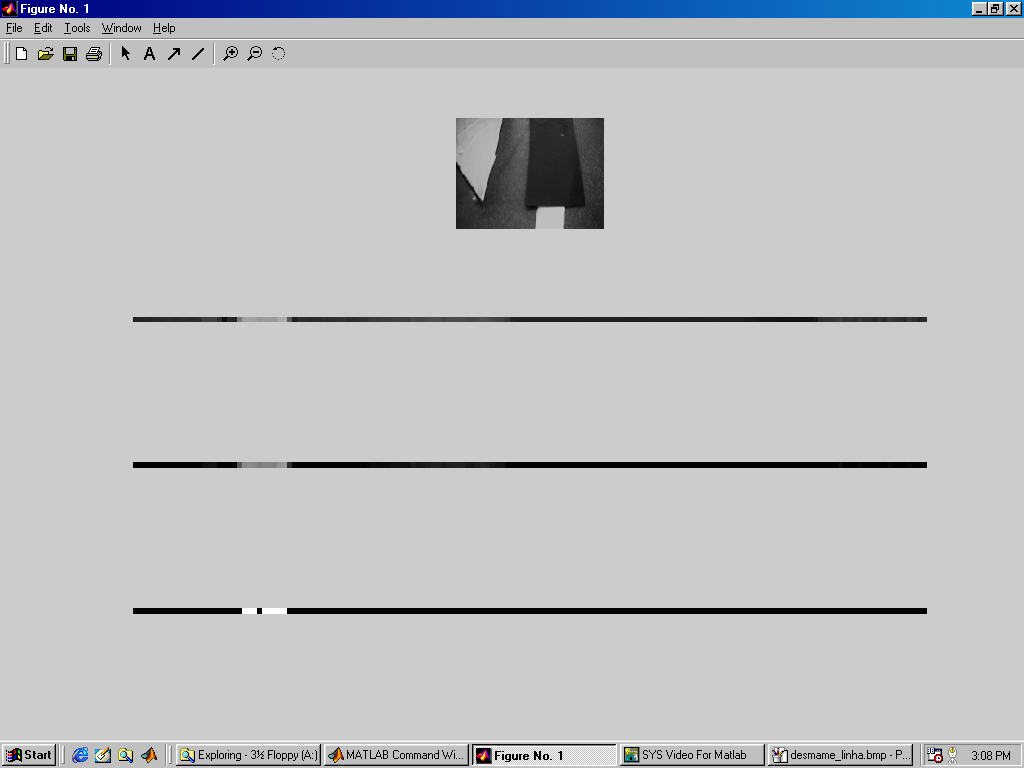 Figure No. 1
File Edit Tools Window Help
A
Start Exploring - 3½ Floppy (A:) MATLAB Command Wi... Figure No. 1 SYS Video For Matlab desmame_linha.bmp - P... 3:08 PM